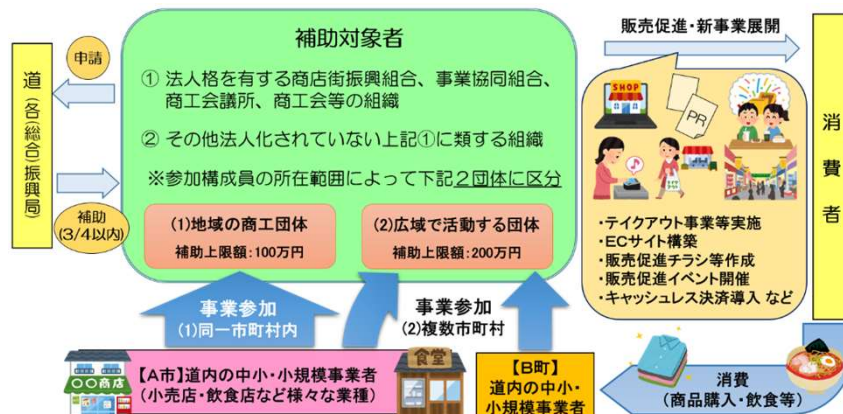 補助対象者
① 法人格を有する商店街振興組合、事業協同組合、
商工会議所、商工会等の組織
② その他法人化されていない上記①に類する組織
※参加構成員の所在範囲によって下記２団体に区分
(1)地域の商工団体
補助上限額:100万円
(2)広域で活動する団体
補助上限額:200万円
道(各(総合)振興局)
申請
補助
(3/4以内)
事業参加
(1)同一市町村内
事業参加
(2)複数市町村
〇〇商店
【A市】道内の中小・小規模事業者
(小売店・飲食店など様々な業種)
食堂
【B町】
道内の中小・
小規模事業者
販売促進・新事業展開
SHOP
PR
・テイクアウト事業等実施
・ECサイト構築
・販売促進チラシ等作成
・販売促進イベント開催
・キャッシュレス決済導入 など
消費者
消費
(商品購入・飲食等)